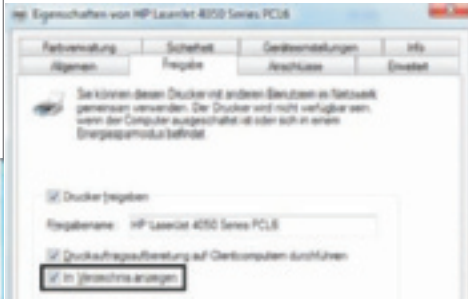 Eigenschaften von HP LaserJet 4050 Series PCL6
Farbverwaltung Sicherheit Geräteeinstellungen Info
Allgemein Freigabe Anschlüsse Erweitert
Sie können diesen Drucker mit anderen Benutzern im Netzwerk
gemeinsam verwenden. Der Drucker wird nicht verfügbar sein,
wenn der Computer ausgeschaltet ist oder sich in einem
Energiesparmodus befindet.
Drucker freigeben
Freigabename: HP LaserJet 4050 Series PCL6
Druckauftragsaufbereitung auf Clientcomputern durchführen
In Verzeichnis anzeigen